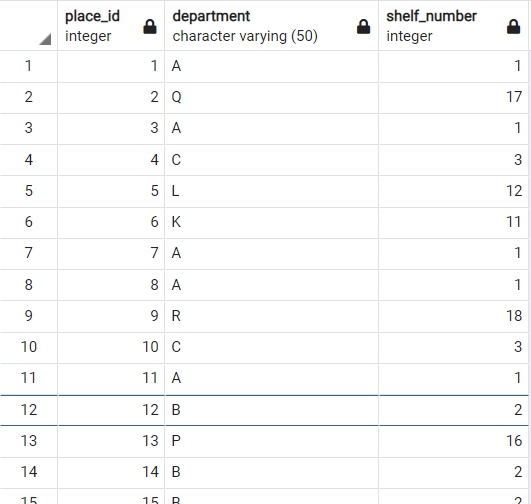 place_id department shelf_number
integer character varying (50) integer
1 1 A 1
2 2 Q 17
3 3 A 1
4 4 C 3
5 5 L 12
6 6 K 11
7 7 A 1
8 8 A 1
9 9 R 18
10 10 C 3
11 11 A 1
12 12 B 2
13 13 P 16
14 14 B 2
15 15 B 2